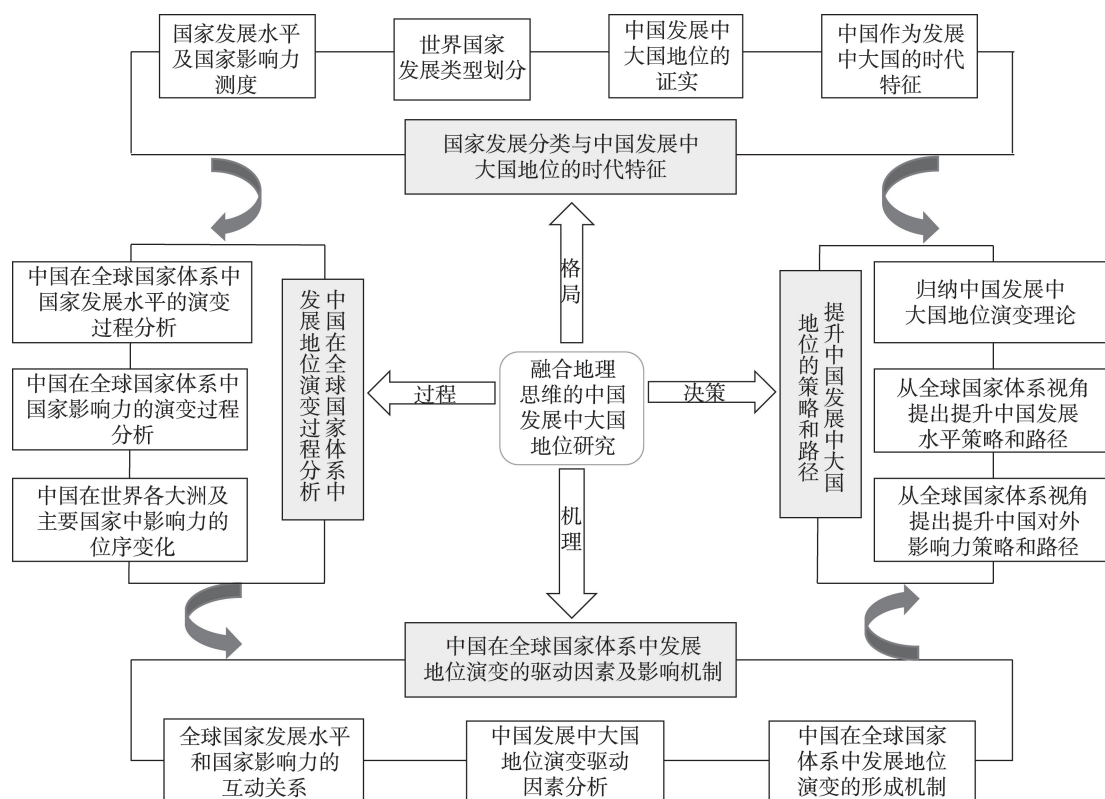 国家发展水平
及国家影响力
测度
世界国家
发展类型划分
中国发展中
大国地位的
证实
中国作为发展
中大国的时代
特征
国家发展分类与中国发展中
大国地位的时代特征
格
局
中国在全球国家体系中
国家发展水平的演变
过程分析
中国在全球国家体系中
国家影响力的演变过程
分析
中国在世界各大洲及
主要国家中影响力的
位序变化
中国在全球国家体系中
发展地位演变过程分析
过程
融合地理
思维的中国
发展中大国
地位研究
决策
提升中国发展中大国
地位的策略和路径
归纳中国发展中
大国地位演变理论
从全球国家体系视角
提出提升中国发展
水平策略和路径
从全球国家体系视角
提出提升中国对外
影响力策略和路径
机
理
中国在全球国家体系中发展
地位演变的驱动因素及影响机制
全球国家发展水平
和国家影响力的
互动关系
中国发展中大国
地位演变驱动
因素分析
中国在全球国家
体系中发展地位
演变的形成机制